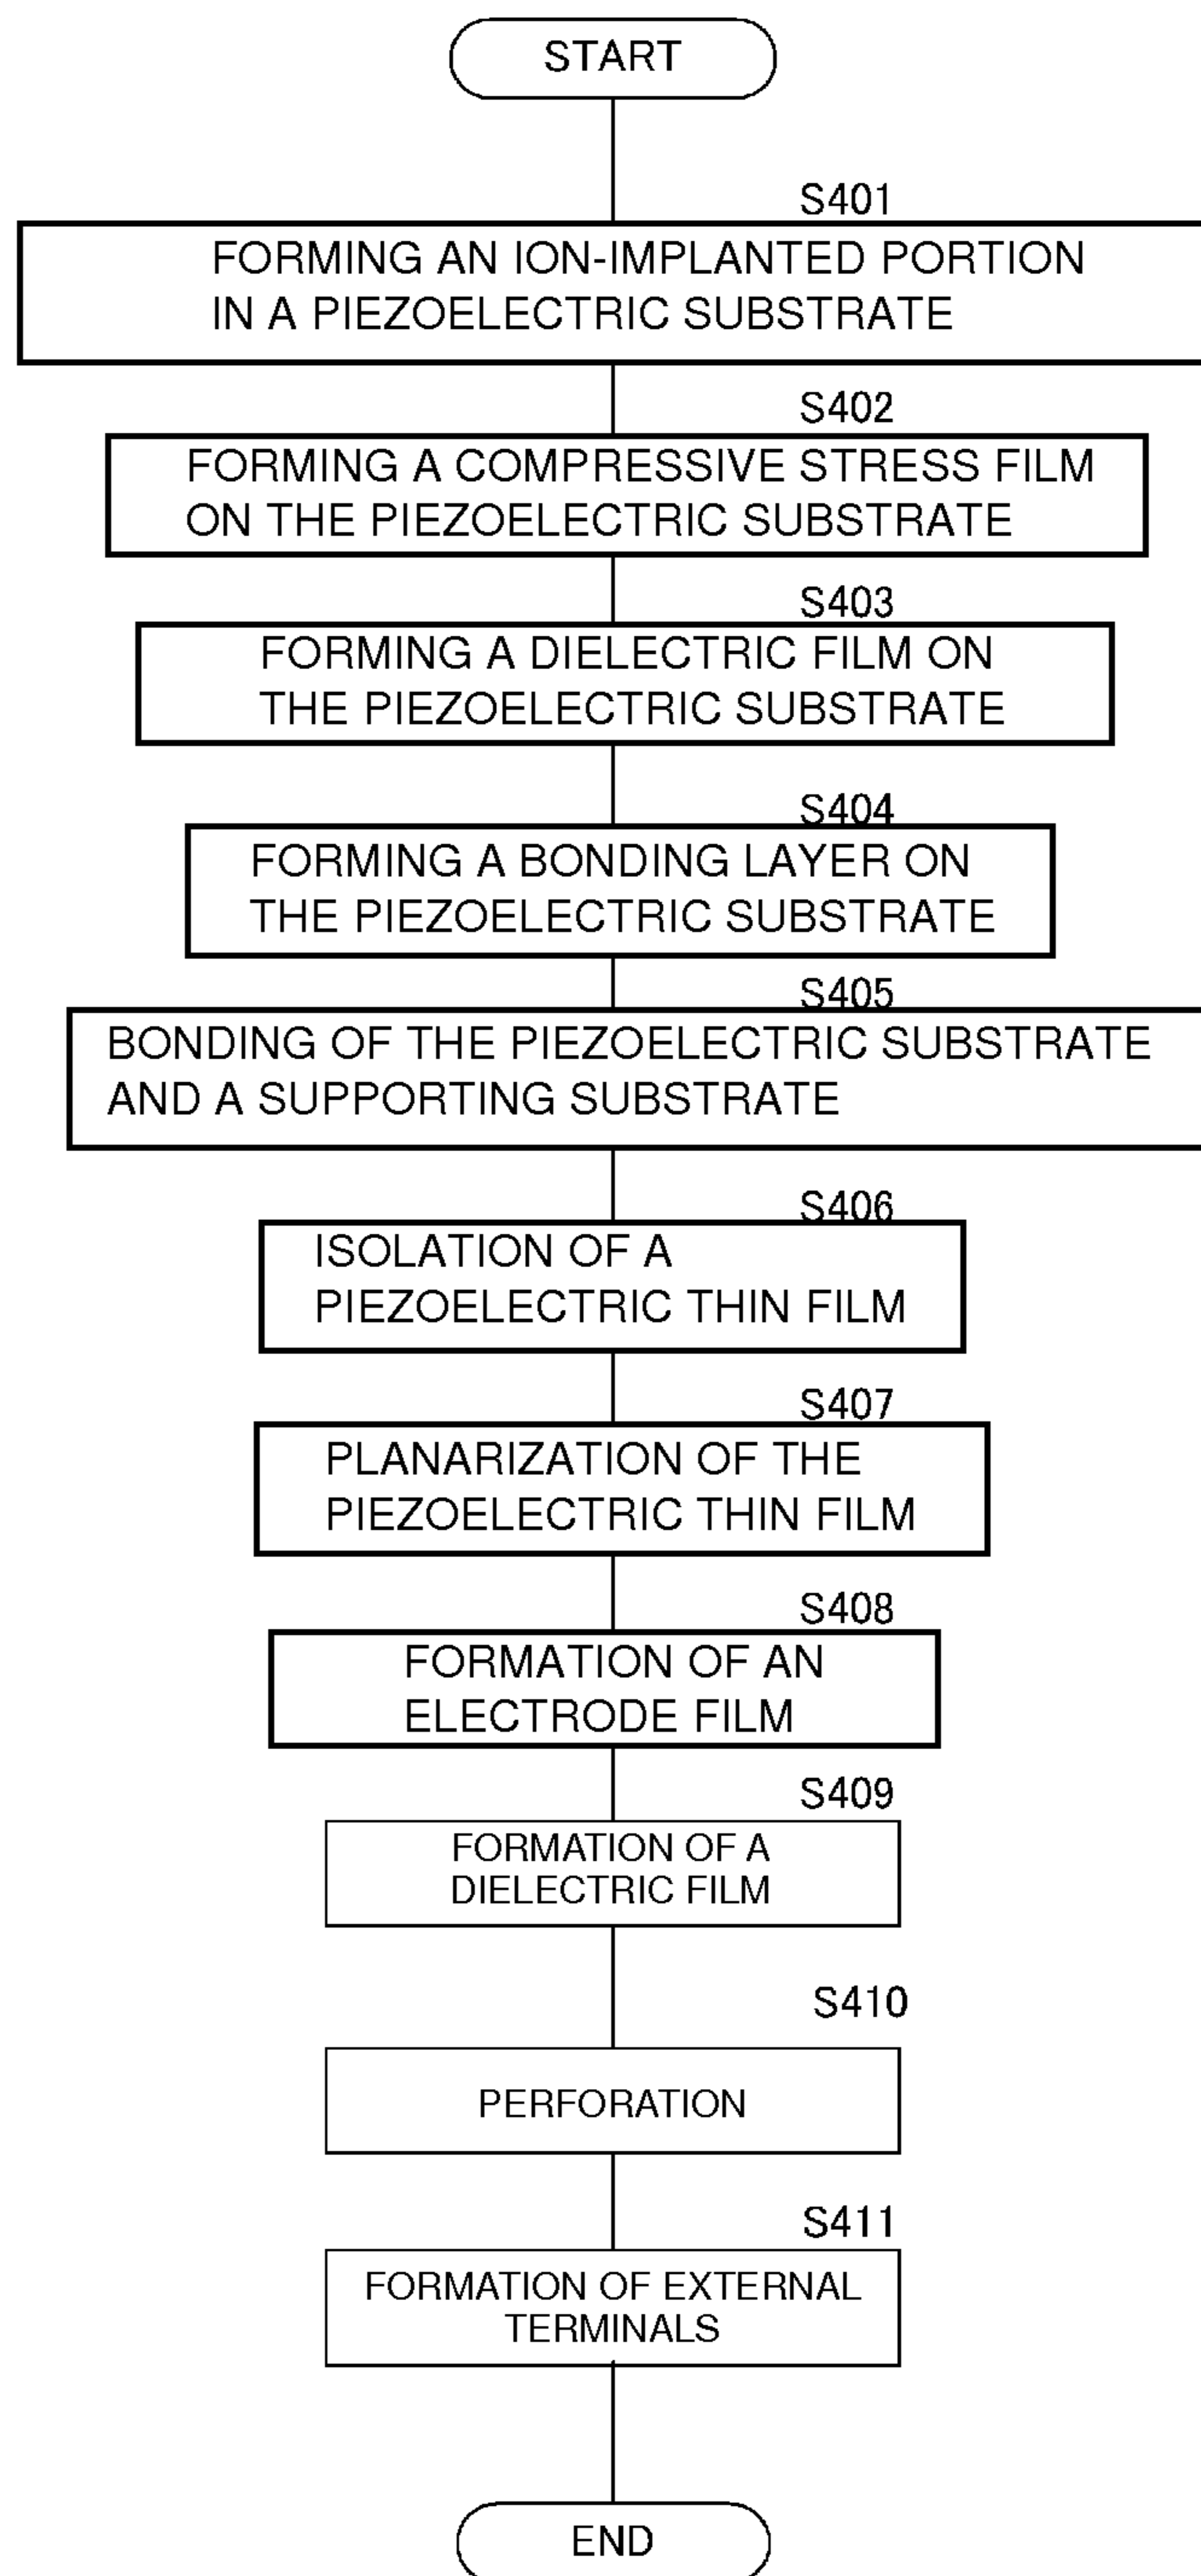 START
S401
FORMING AN ION-IMPLANTED PORTION
IN A PIEZOELECTRIC SUBSTRATE
S402
FORMING A COMPRESSIVE STRESS FILM
ON THE PIEZOELECTRIC SUBSTRATE
S403
FORMING A DIELECTRIC FILM ON
THE PIEZOELECTRIC SUBSTRATE
S404
FORMING A BONDING LAYER ON
THE PIEZOELECTRIC SUBSTRATE
S405
BONDING OF THE PIEZOELECTRIC SUBSTRATE
AND A SUPPORTING SUBSTRATE
S406
ISOLATION OF A
PIEZOELECTRIC THIN FILM
S407
PLANARIZATION OF THE
PIEZOELECTRIC THIN FILM
S408
FORMATION OF AN
ELECTRODE FILM
S409
FORMATION OF A
DIELECTRIC FILM
S410
PERFORATION
S411
FORMATION OF EXTERNAL
TERMINALS
END